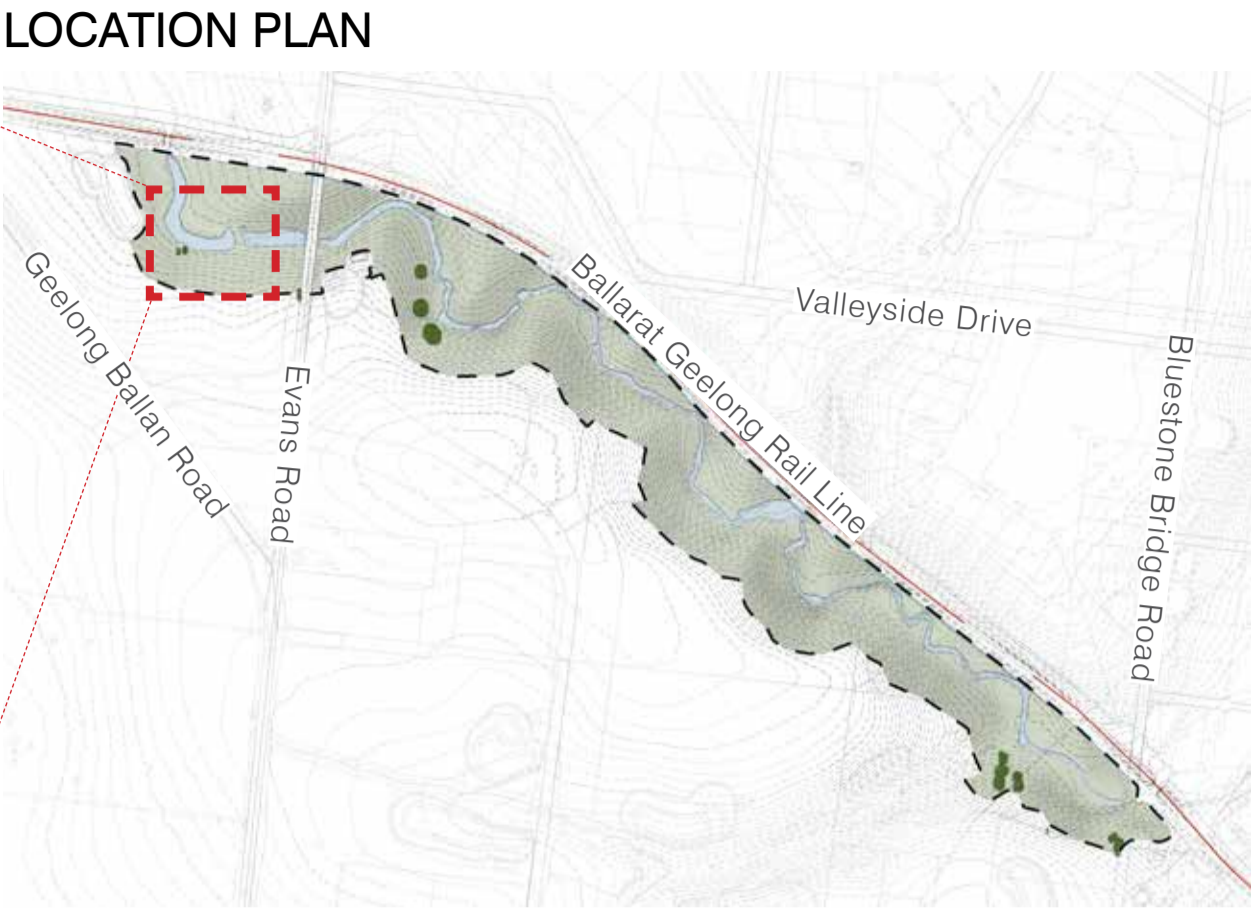 LOCATION PLAN
Geelong Ballan Road
Evans Road
Ballarat Geelong Rail Line
Valleyside Drive
Bluestone Bridge Road